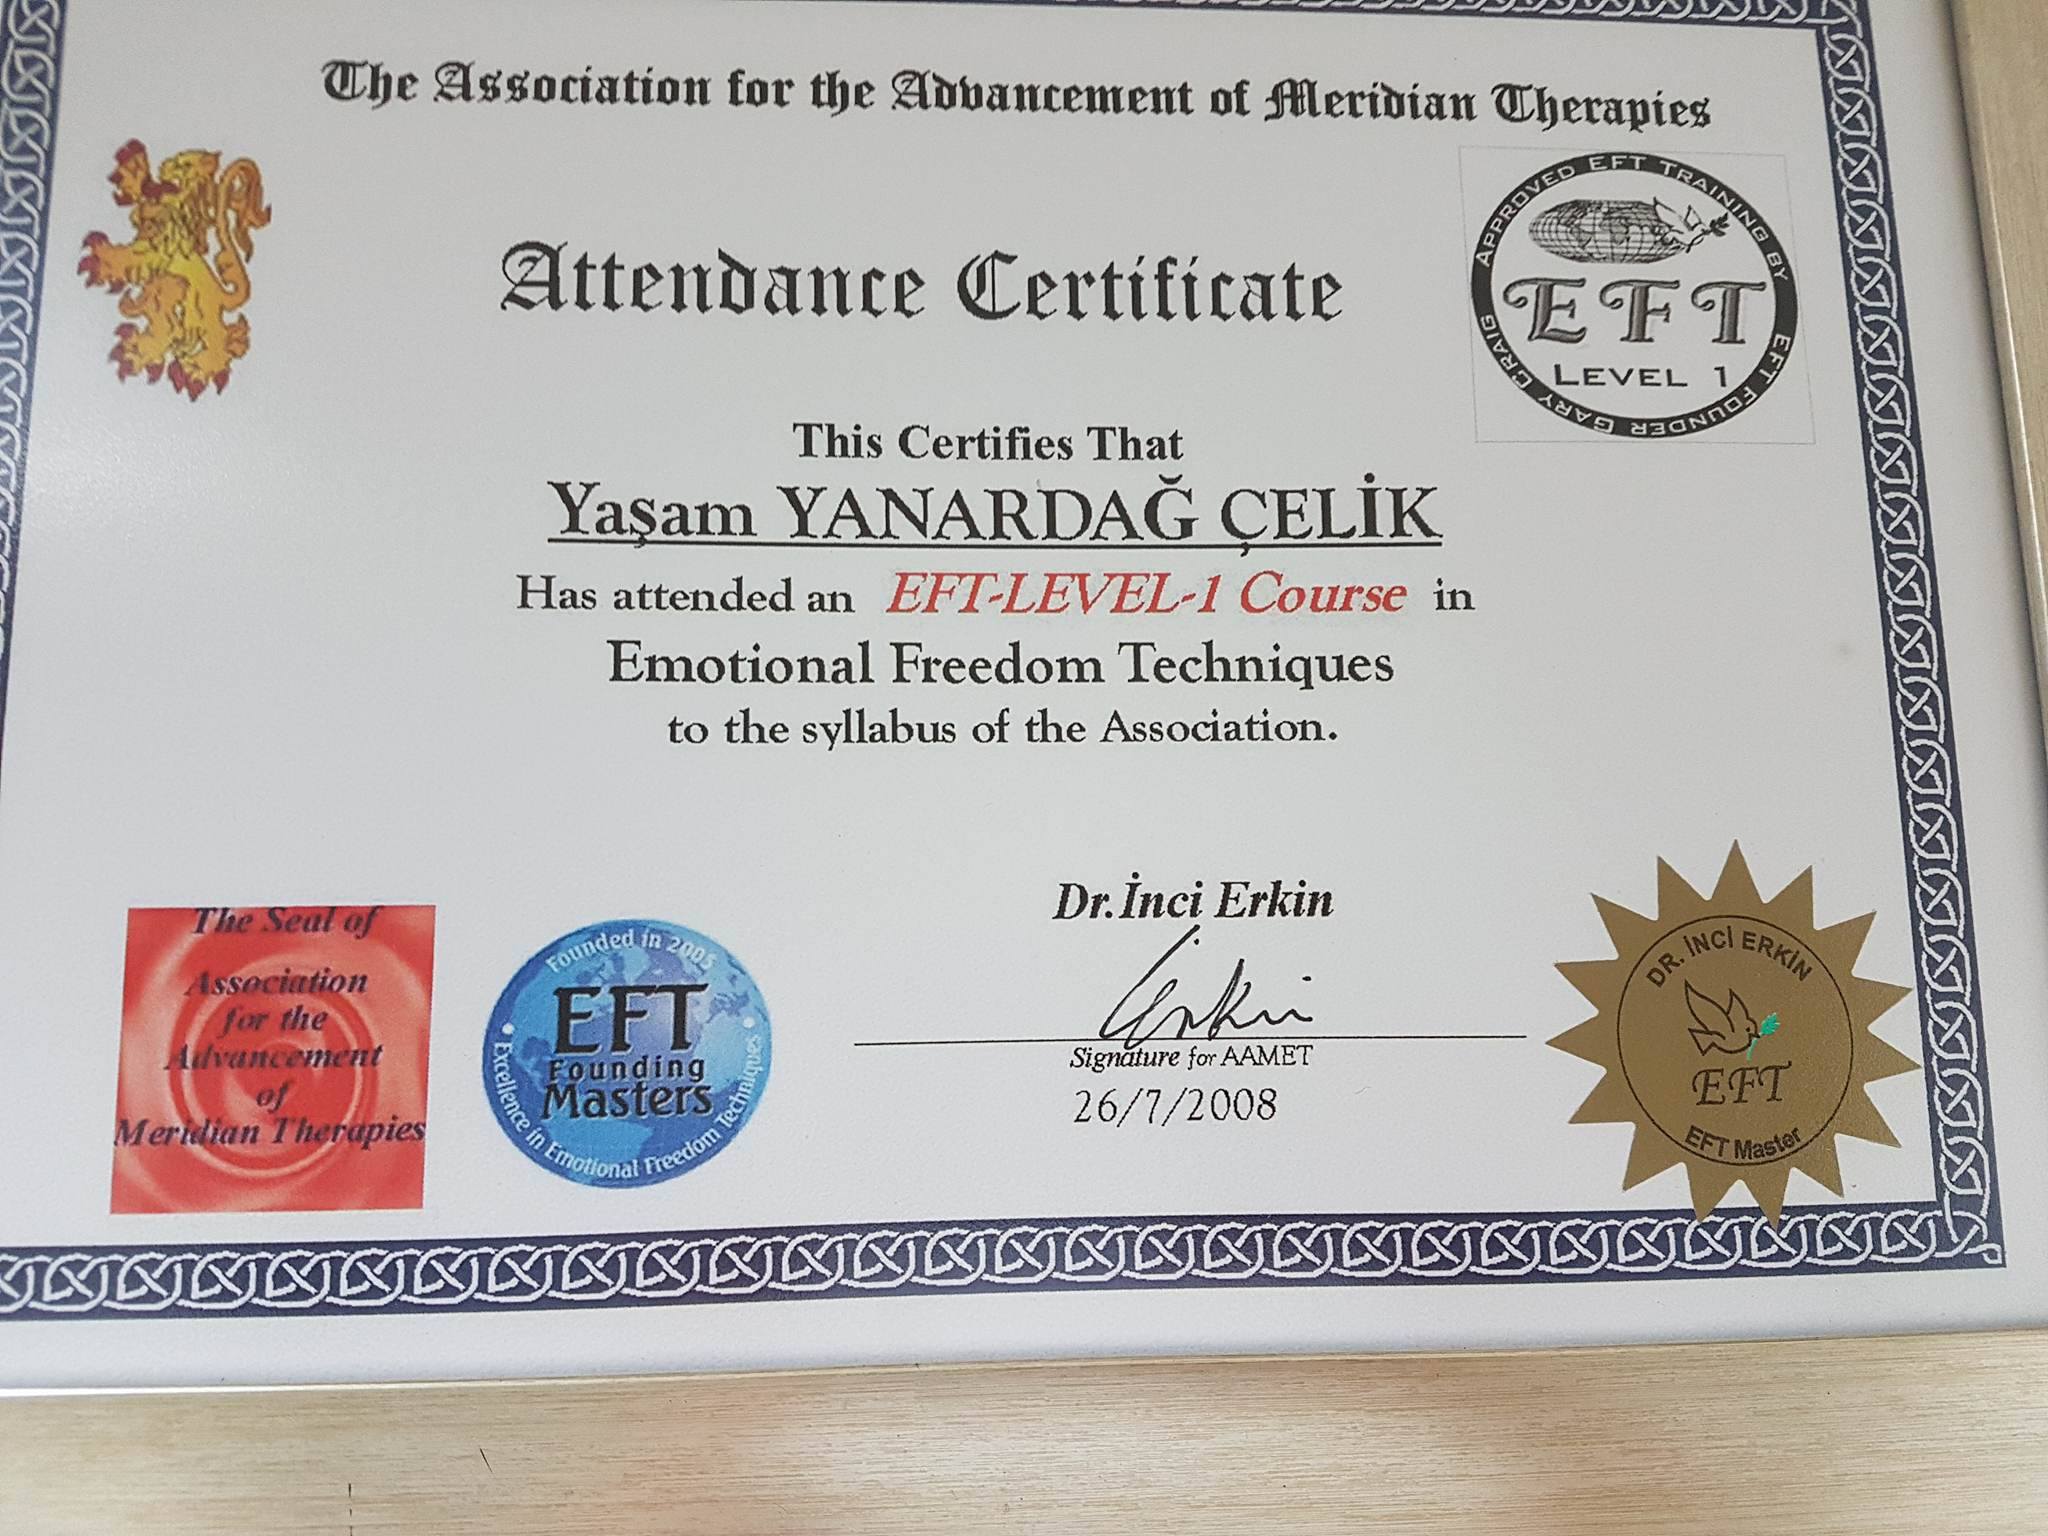 The Association for the Advancement of Meridian Therapies
APPROVED EFT TRAINING BY EFT FOUNDER GARY CRAIG
EFT
LEVEL 1
Attendance Certificate
This Certifies That
Yaşam YANARDAĞ ÇELİK
Has attended an EFT-LEVEL-1 Course in
Emotional Freedom Techniques
to the syllabus of the Association.
The Seal of
Association
for the
Advancement
of
Meridian Therapies
Founded in 2005
EFT
Founding
Masters
Excellence in Emotional Freedom Techniques
Dr.İnci Erkin
Erkin
Signature for AAMET
26/7/2008
DR. İNCİ ERKİN
EFT
EFT Master